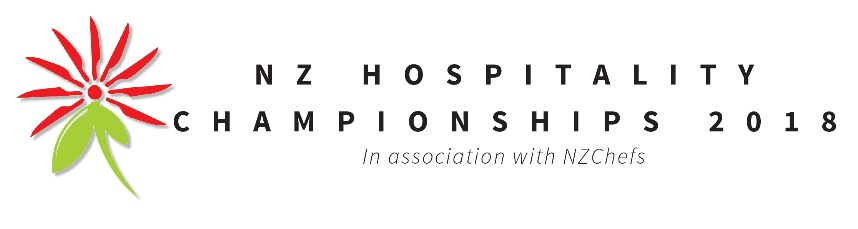 NZ HOSPITALITY
CHAMPIONSHIPS 2018
In association with NZChefs